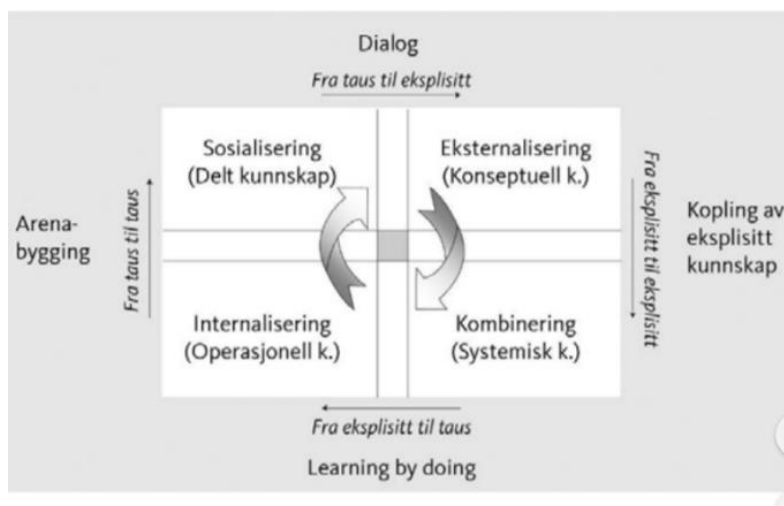 Dialog
Fra taus til eksplisitt
Sosialisering
(Delt kunnskap)
Eksternalisering
(Konseptuell k.)
Arena-
bygging
Fra taus til taus
Fra eksplisitt til eksplisitt
Kopling av
eksplisitt
kunnskap
Internalisering
(Operasjonell k.)
Kombinering
(Systemisk k.)
Fra eksplisitt til taus
Learning by doing